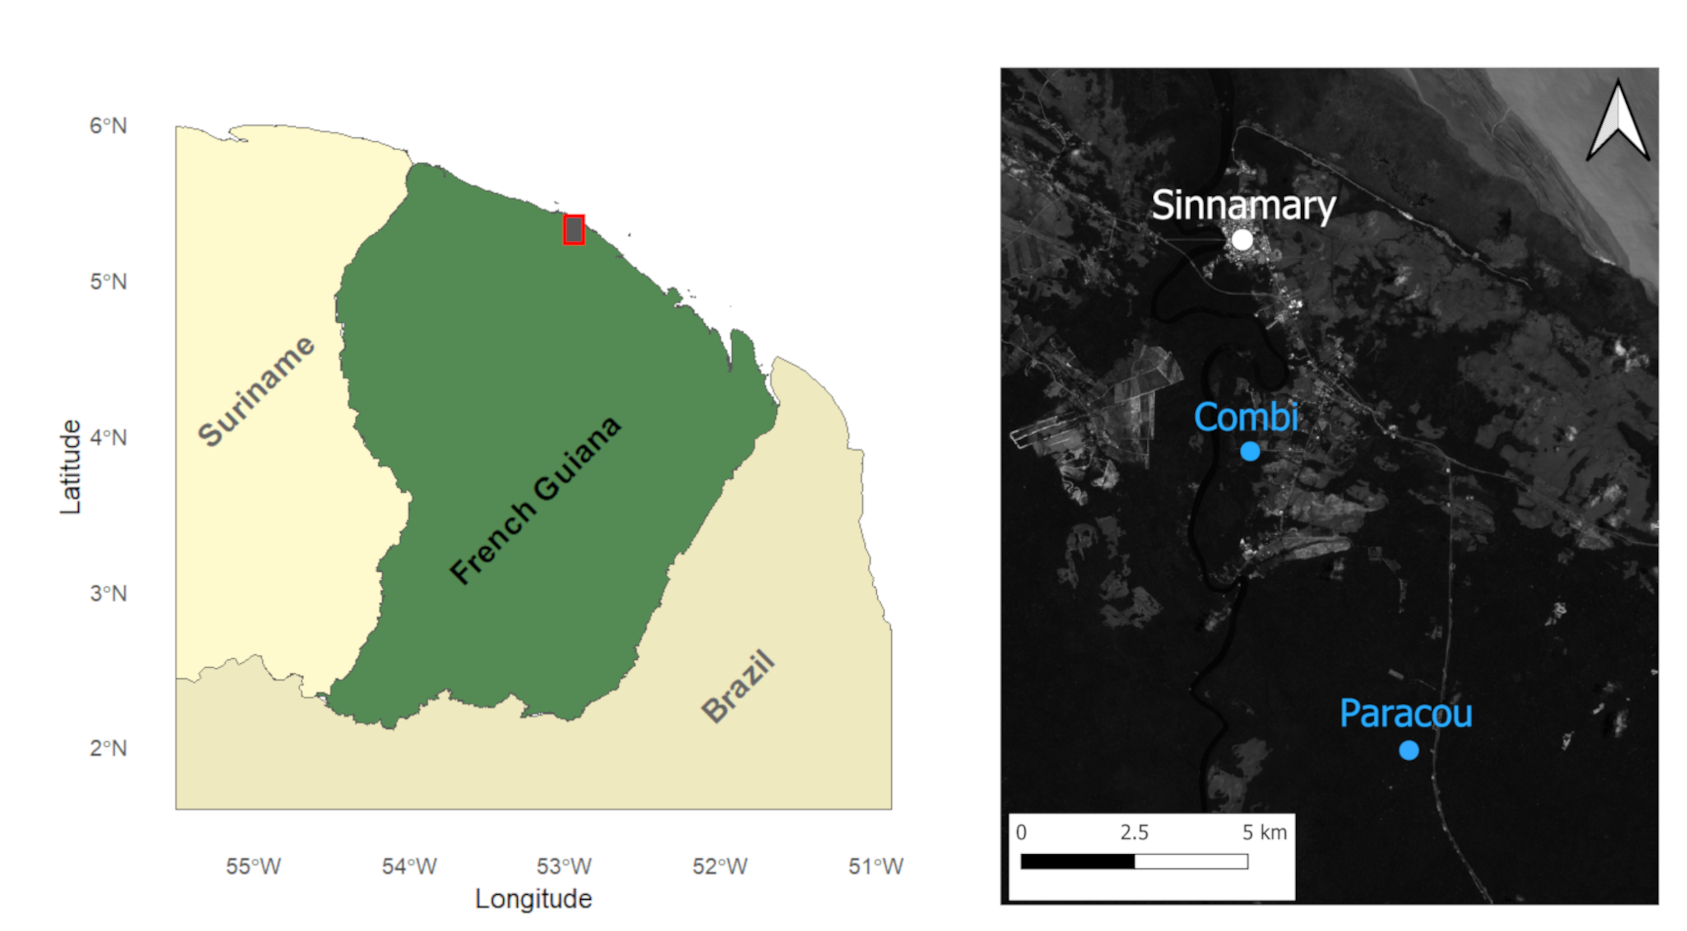 6°N
5°N
4°N
3°N
2°N
Latitude
Suriname
French Guiana
Brazil
55°W 54°W 53°W 52°W 51°W
Longitude
Sinnamary
Combi
Paracou
0 2.5 5 km